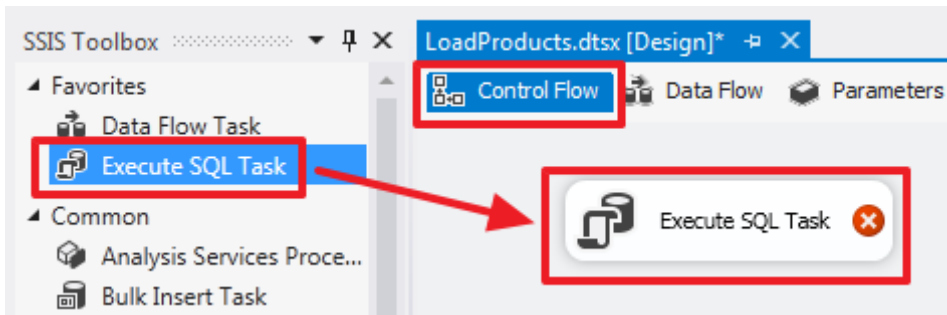 SSIS Toolbox
LoadProducts.dtsx [Design]*
Favorites
Control Flow
Data Flow
Parameters
Data Flow Task
Execute SQL Task
Execute SQL Task
Common
Analysis Services Proce...
Bulk Insert Task